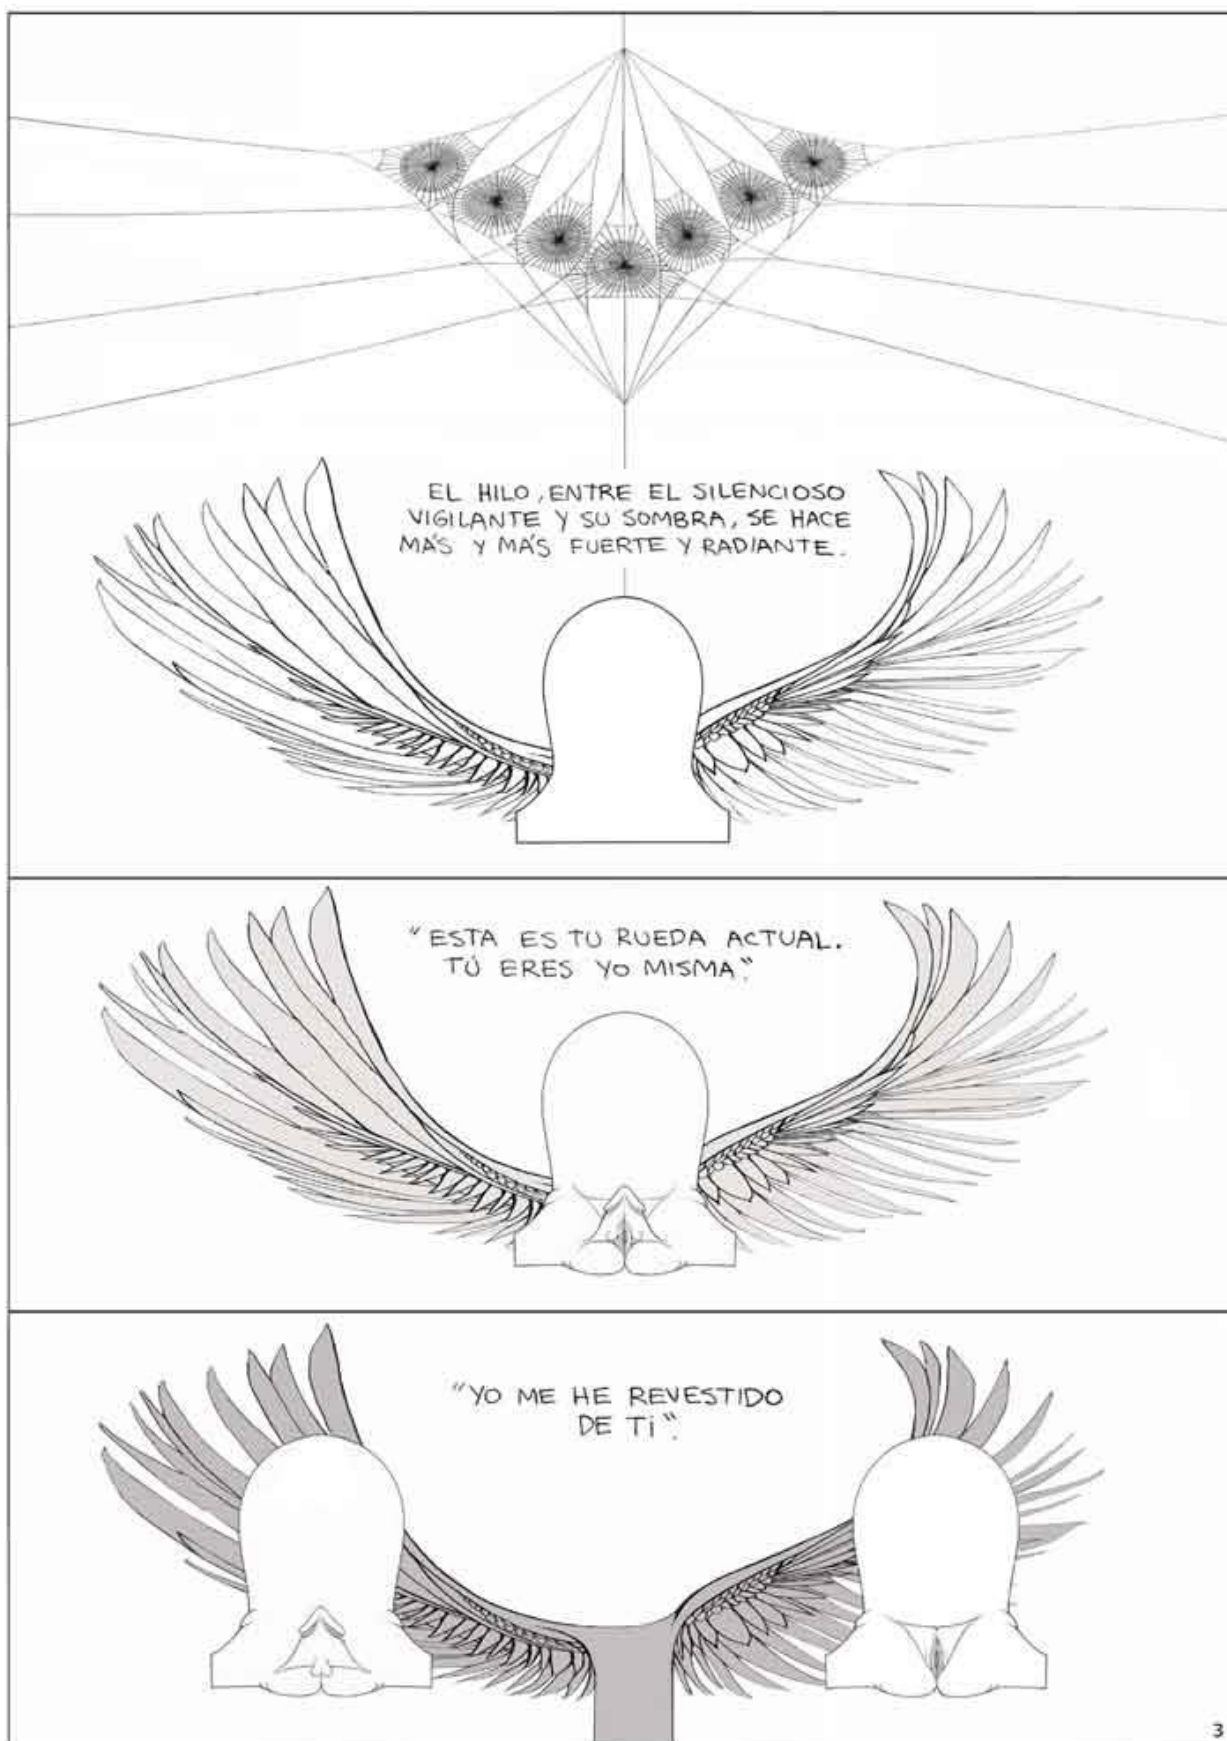 EL HILO, ENTRE EL SILENCIOSO
VIGILANTE Y SU SOMBRA, SE HACE
MÁS Y MÁS FUERTE Y RADIANTE.
"ESTA ES TU RUEDA ACTUAL.
TÚ ERES YO MISMA".
"YO ME HE REVESTIDO
DE TI".
3